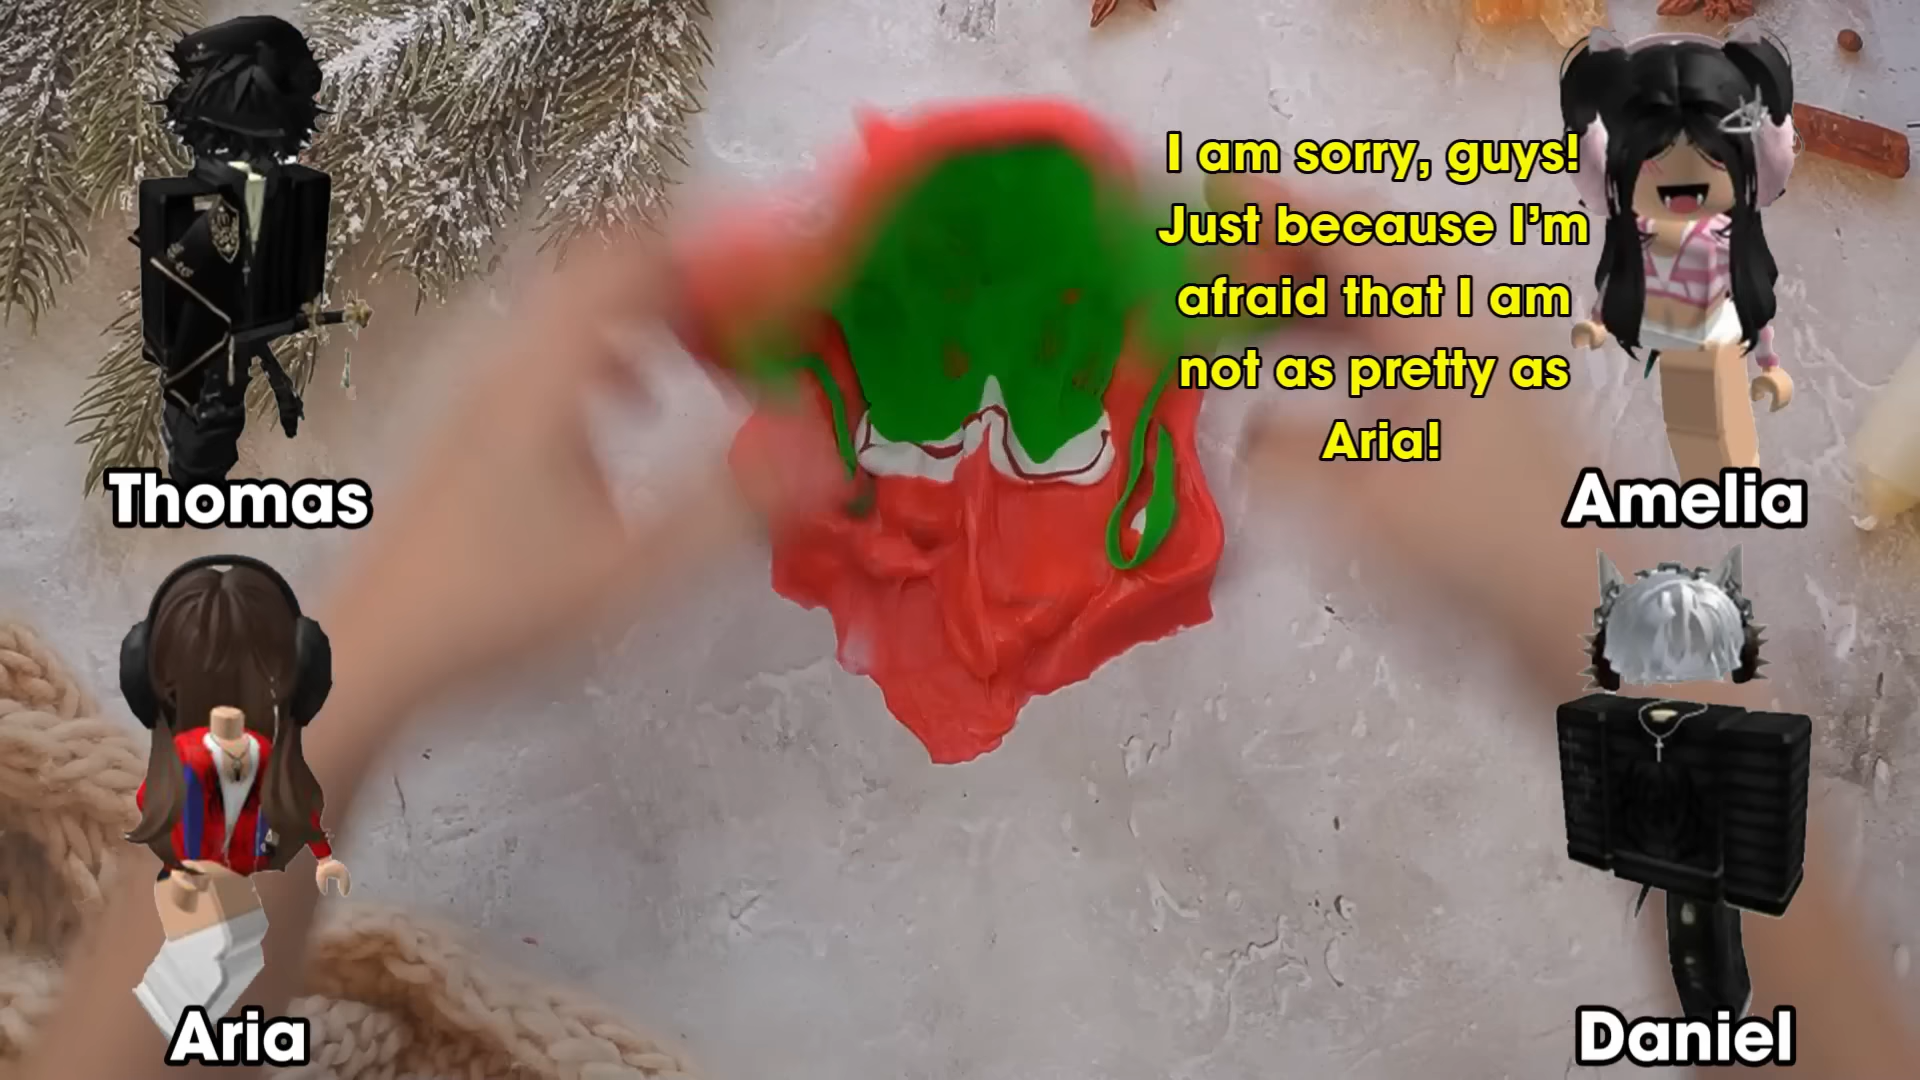 I am sorry, guys!
Just because I'm
afraid that I am
not as pretty as
Aria!
Thomas
Amelia
Aria
Daniel